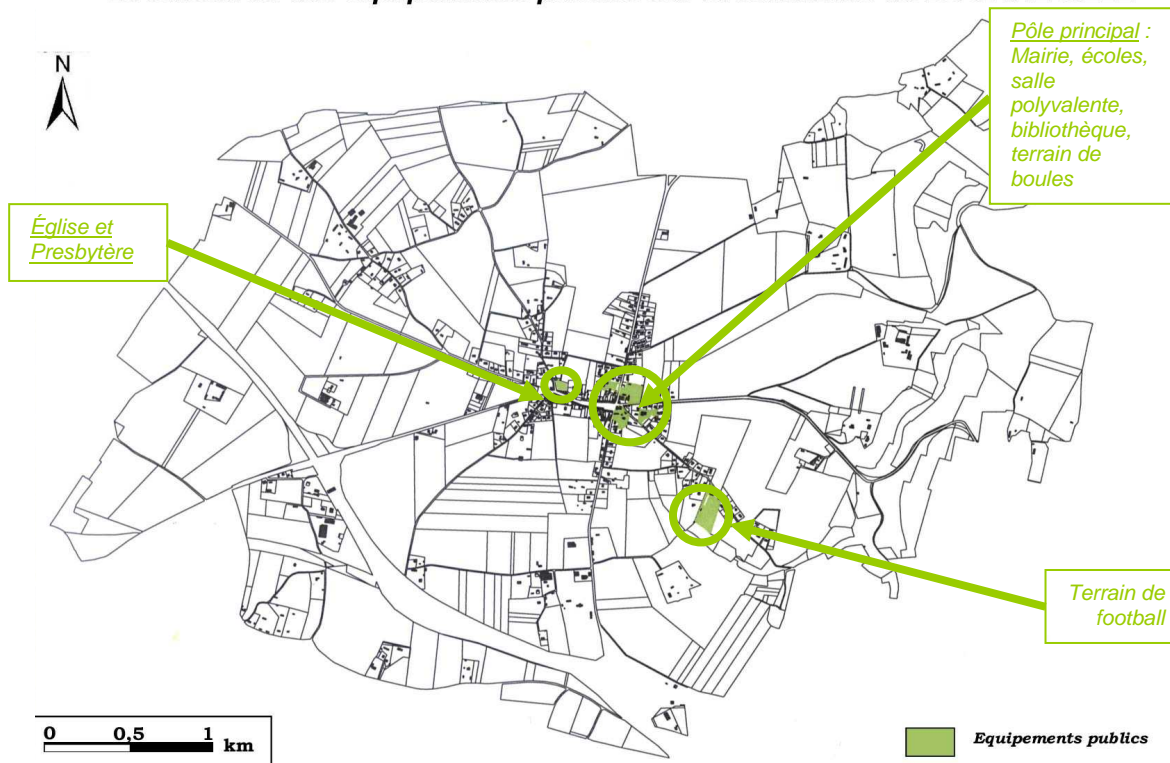 Pôle principal :
Mairie, écoles,
salle
polyvalente,
bibliothèque,
terrain de
boules
N
Église et
Presbytère
Terrain de
football
0 0,5 1
km
Equipements publics